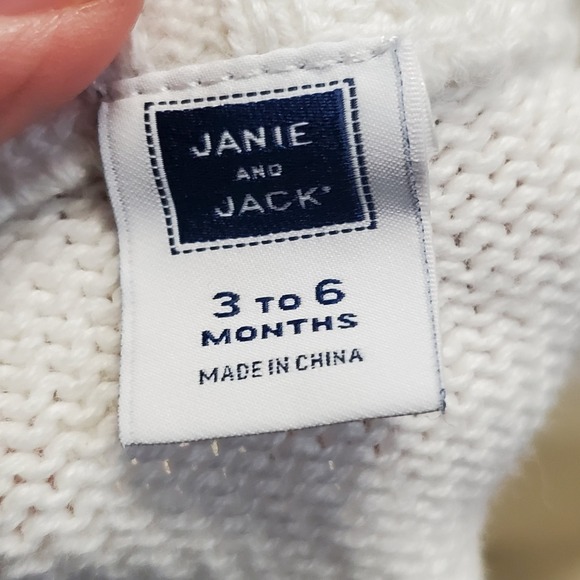 JANIE
AND
JACK
3 TO 6
MONTHS
MADE IN CHINA